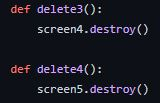 def delete3():
    screen4.destroy()

def delete4():
    screen5.destroy()